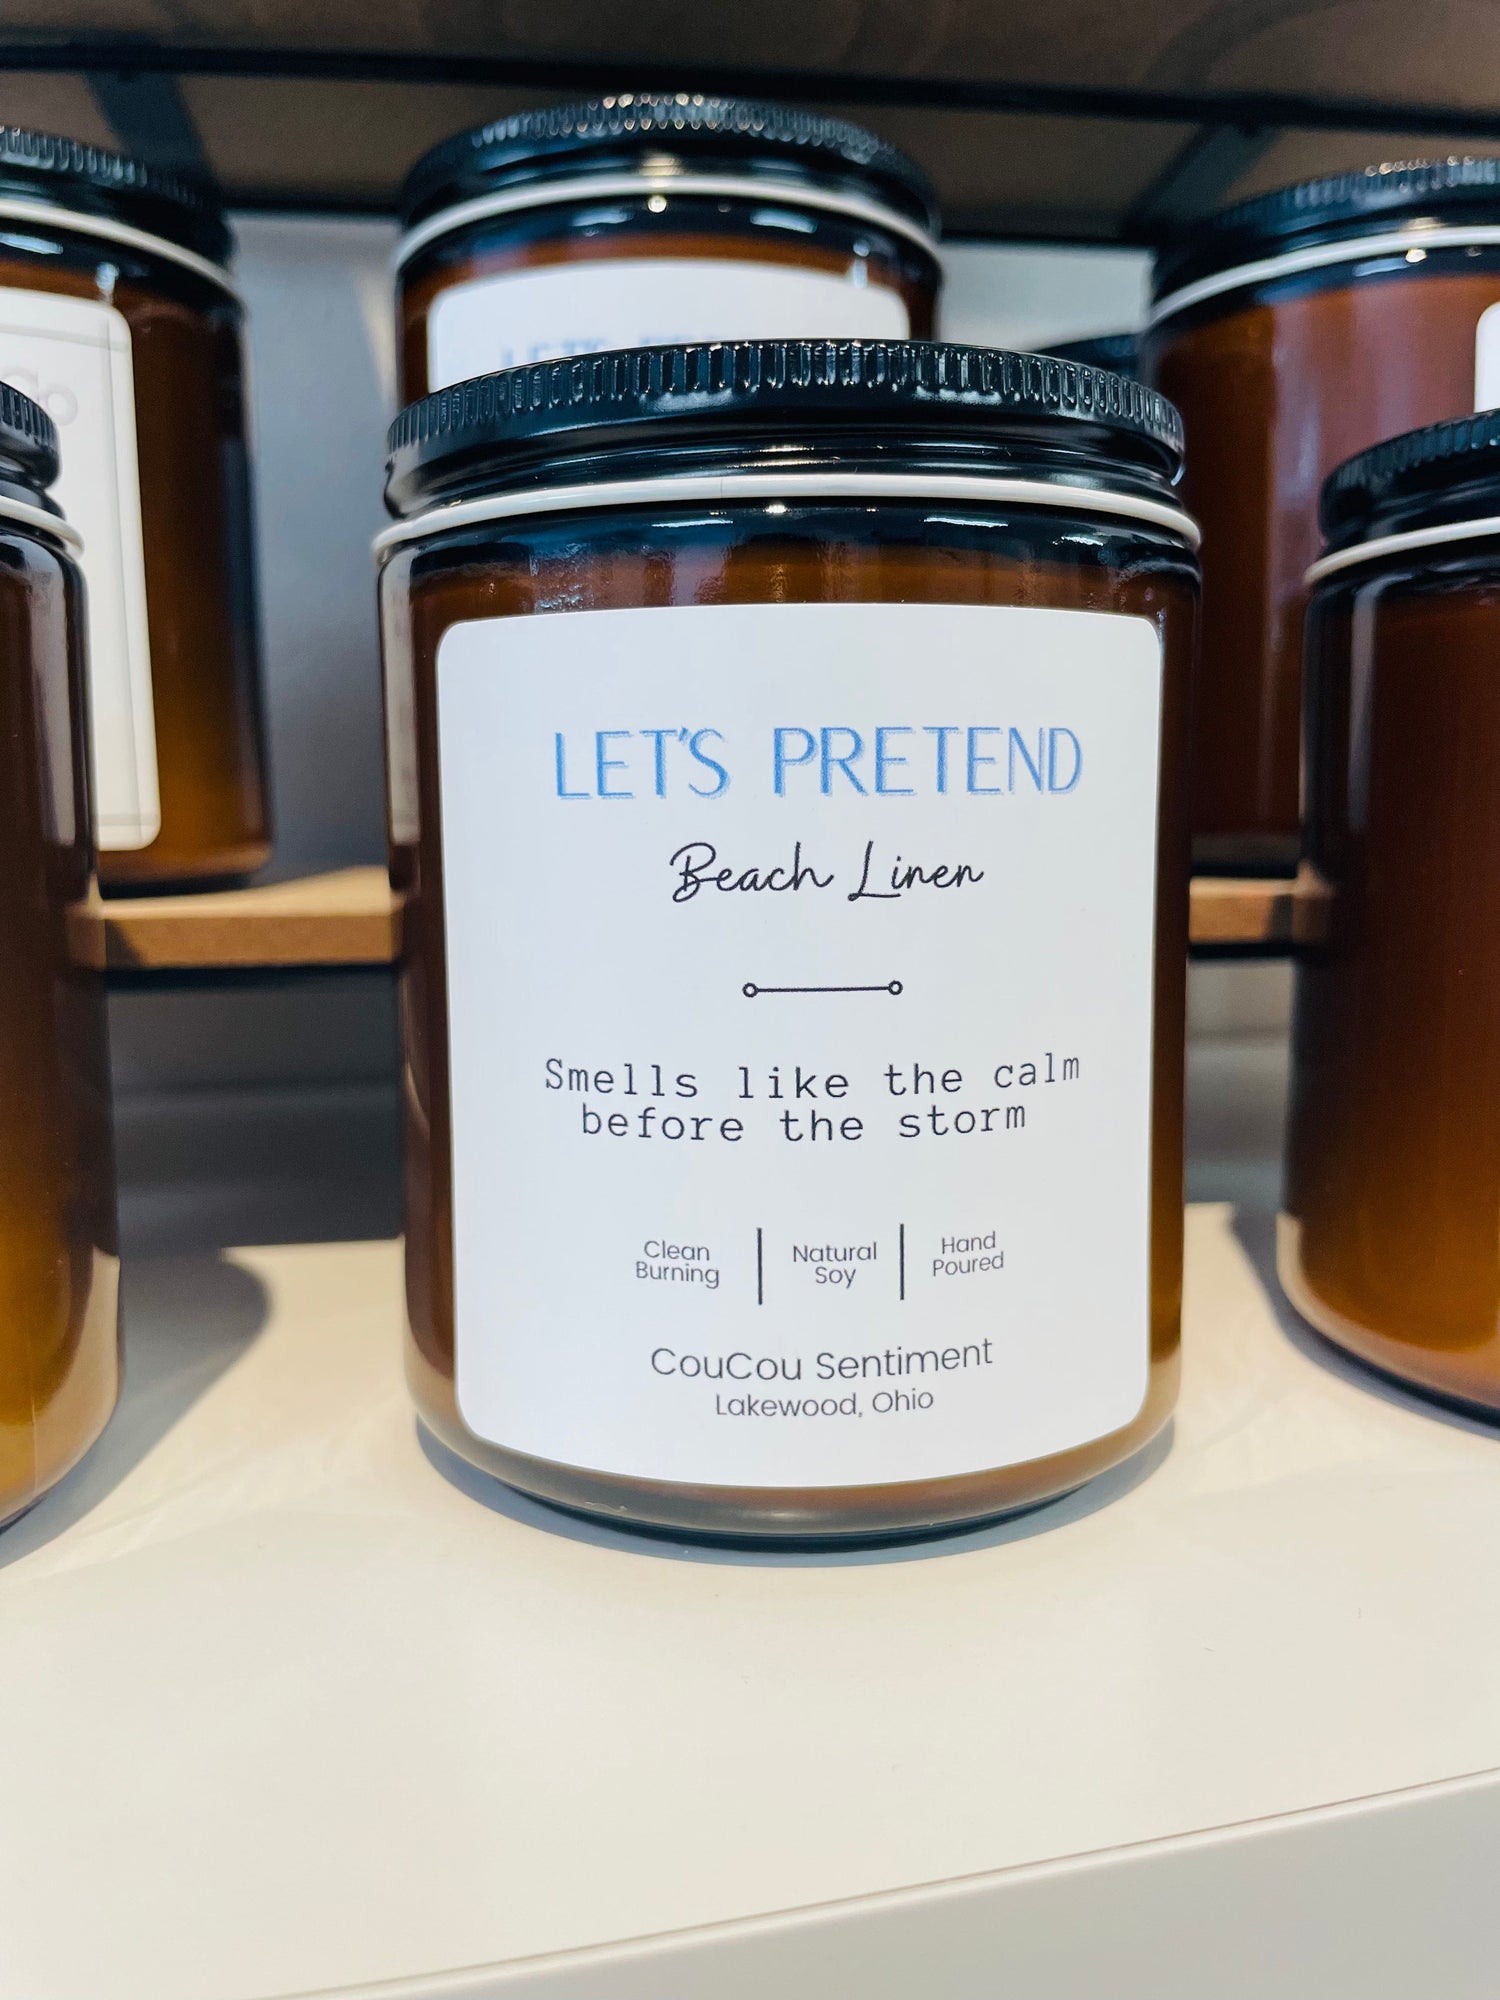 LET'S
LET'S PRETEND
Beach Linen
Smells like the calm
before the storm
Clean
Burning
Natural
Soy
Hand
Poured
CouCou Sentiment
Lakewood, Ohio